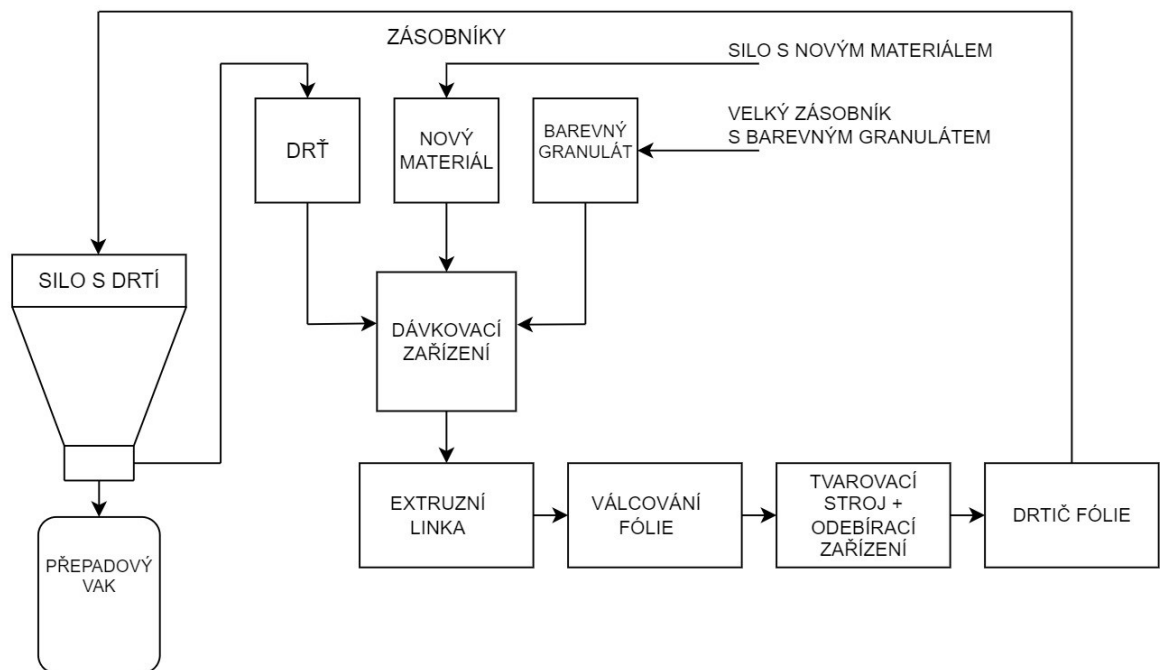 ZÁSOBNÍKY
SILO S NOVÝM MATERIÁLEM
DRŤ
NOVÝ
MATERIÁL
BAREVNÝ
GRANULÁT
VELKÝ ZÁSOBNÍK
S BAREVNÝM GRANULÁTEM
SILO S DRTÍ
DÁVKOVACÍ
ZAŘÍZENÍ
EXTRUZNÍ
LINKA
VÁLCOVÁNÍ
FÓLIE
TVAROVACÍ
STROJ +
ODEBÍRACÍ
ZAŘÍZENÍ
DRTIČ FÓLIE
PŘEPADOVÝ
VAK